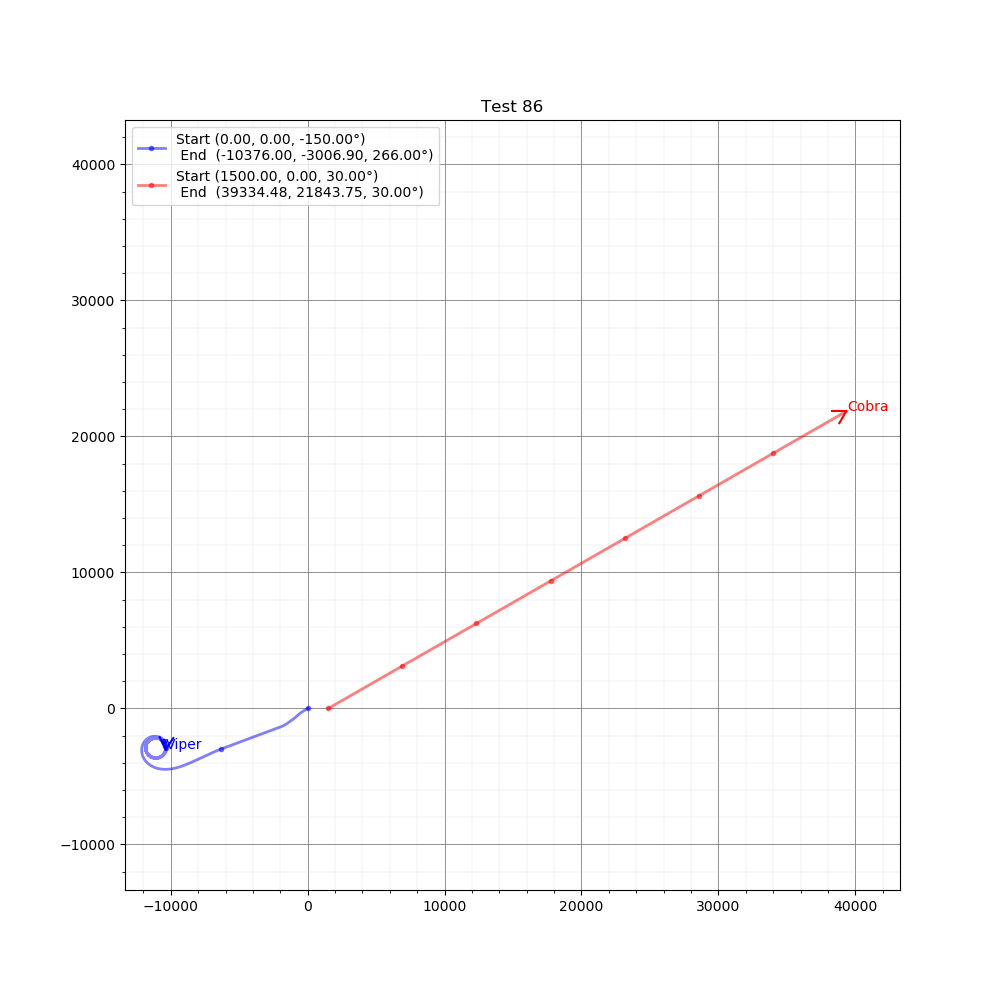 Test 86
Start (0.00, 0.00, -150.00°)
End  (-10376.00, -3006.90, 266.00°)
Start (1500.00, 0.00, 30.00°)
End  (39334.48, 21843.75, 30.00°)
40000
30000
20000
10000
0
−10000
Cobra
Viper
−10000
0
10000
20000
30000
40000